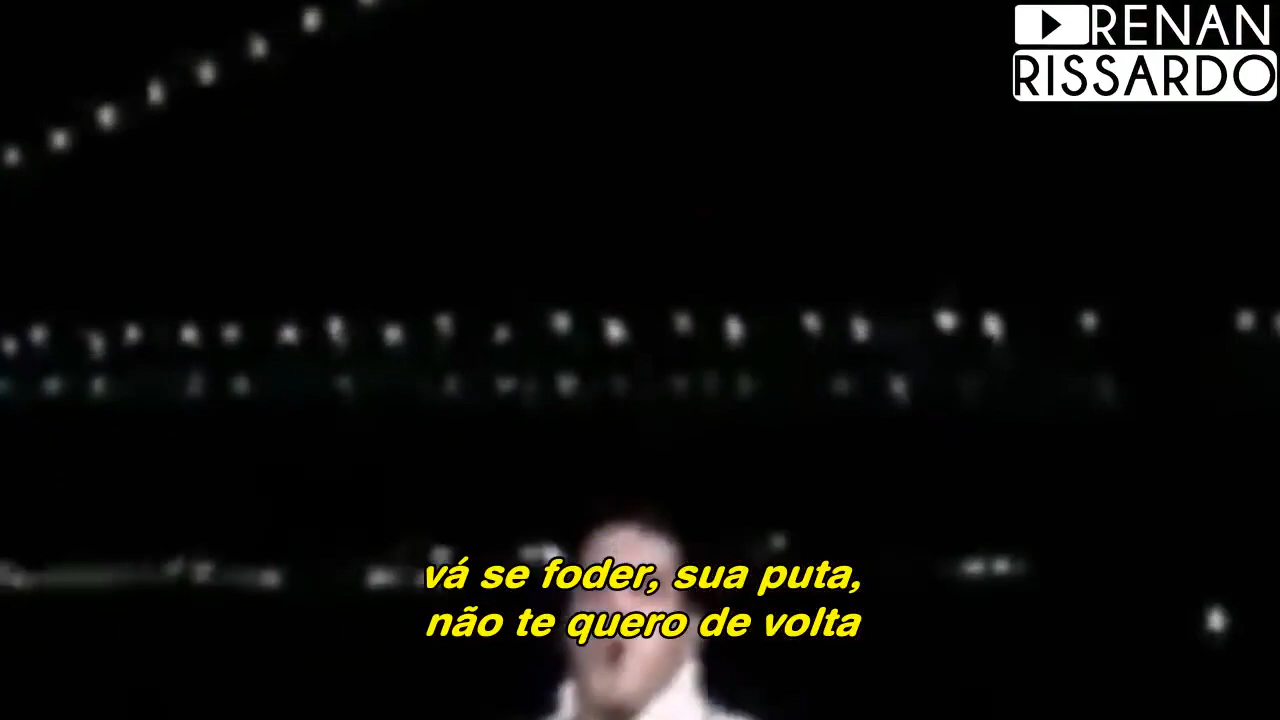 RENAN
RISSARDO
vá se foder, sua puta,
não te quero de volta